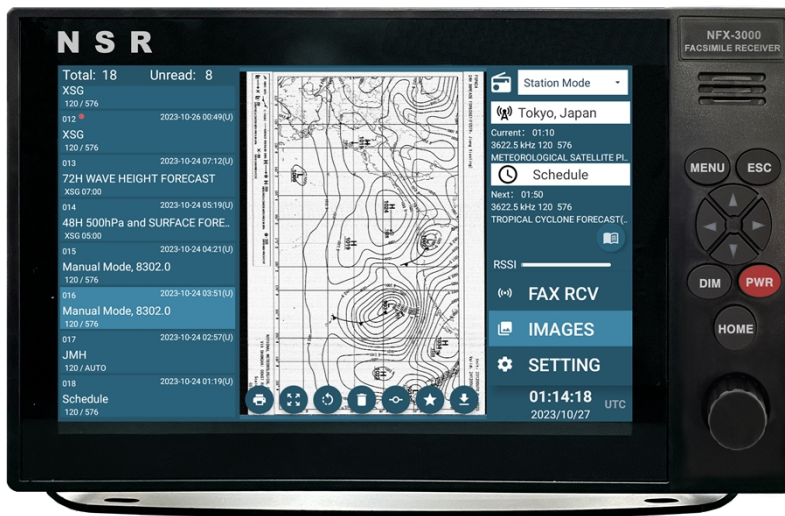 NSR
NFX-3000
FACSIMILE RECEIVER
Total: 18 Unread: 8
XSG
120 / 576
012 2023-10-26 00:49(U)
XSG
120 / 576
013 2023-10-24 07:12(U)
72H WAVE HEIGHT FORECAST
XSG 07:00
014 2023-10-24 05:19(U)
48H 500hPa and SURFACE FORE..
XSG 05:00
015 2023-10-24 04:21(U)
Manual Mode, 8302.0
120 / 576
016 2023-10-24 03:51(U)
Manual Mode, 8302.0
120 / 576
017 2023-10-24 02:57(U)
JMH
120 / AUTO
018 2023-10-24 01:19(U)
Schedule
120 / 576
Station Mode
Tokyo, Japan
Current: 01:10
3622.5 kHz 120 576
METEOROLOGICAL SATELLITE PI..
Schedule
Next: 01:50
3622.5 kHz 120 576
TROPICAL CYCLONE FORECAST(..
RSSI
FAX RCV
IMAGES
SETTING
01:14:18 UTC
2023/10/27
MENU ESC
DIM PWR
HOME